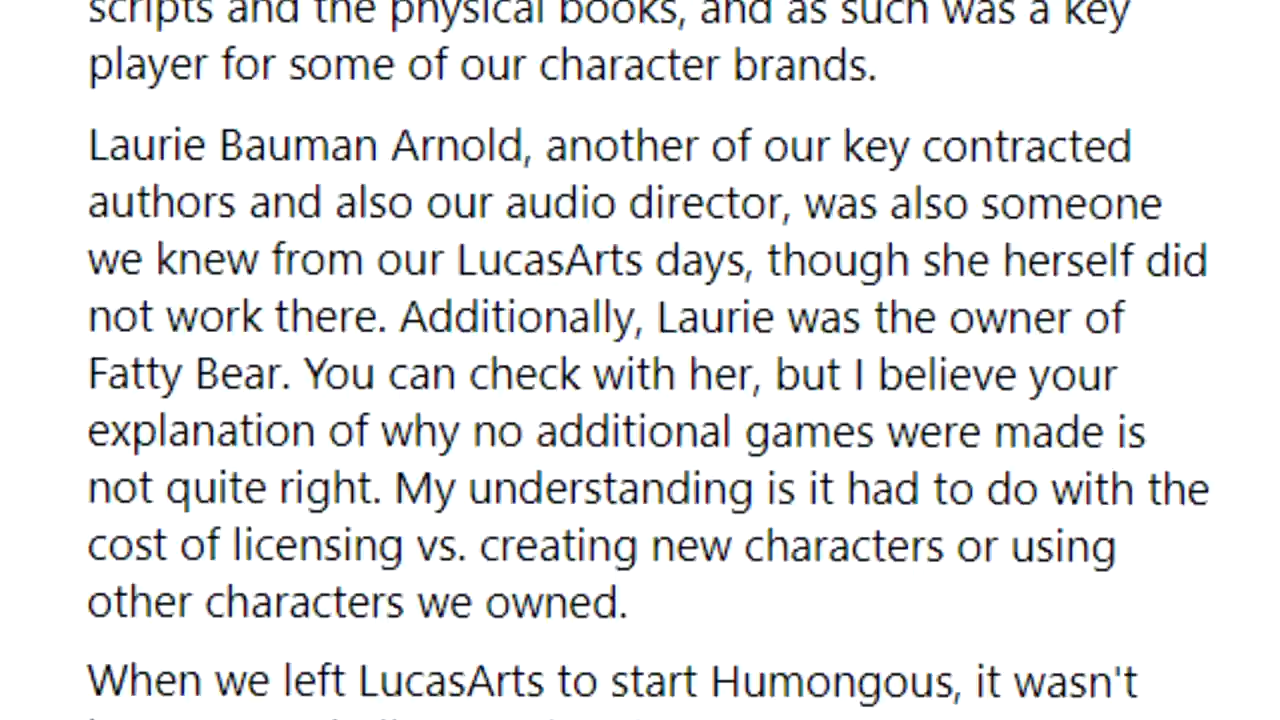 scripts and the physical books, and as such was a key
player for some of our character brands.
Laurie Bauman Arnold, another of our key contracted
authors and also our audio director, was also someone
we knew from our LucasArts days, though she herself did
not work there. Additionally, Laurie was the owner of
Fatty Bear. You can check with her, but I believe your
explanation of why no additional games were made is
not quite right. My understanding is it had to do with the
cost of licensing vs. creating new characters or using
other characters we owned.
When we left LucasArts to start Humongous, it wasn't